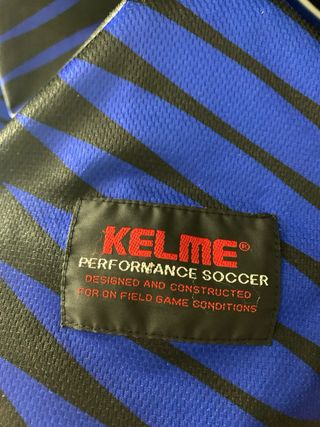 KELME®
PERFORMANCE SOCCER
DESIGNED AND CONSTRUCTED
FOR ON FIELD GAME CONDITIONS